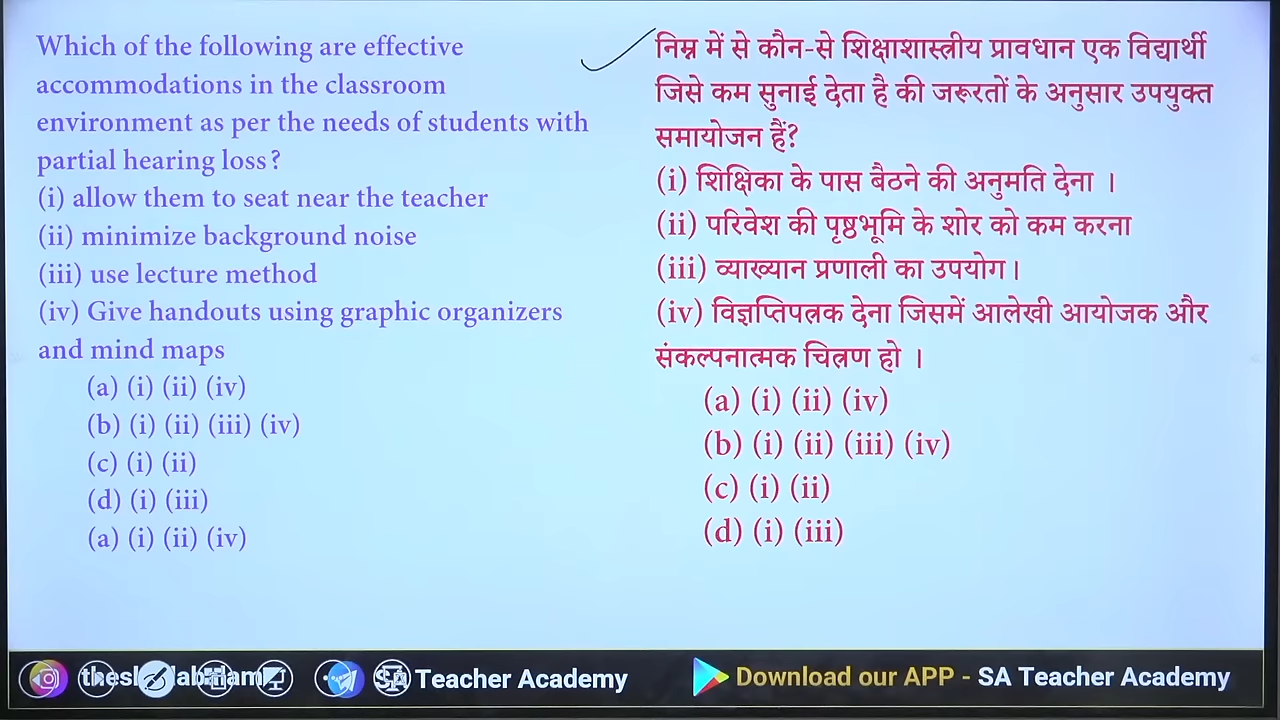 Which of the following are effective
accommodations in the classroom
environment as per the needs of students with
partial hearing loss?
(i) allow them to seat near the teacher
(ii) minimize background noise
(iii) use lecture method
(iv) Give handouts using graphic organizers
and mind maps
(a) (i) (ii) (iv)
(b) (i) (ii) (iii) (iv)
(c) (i) (ii)
(d) (i) (iii)
(a) (i) (ii) (iv)
निम्न में से कौन-से शिक्षाशास्त्रीय प्रावधान एक विद्यार्थी
जिसे कम सुनाई देता है की जरूरतों के अनुसार उपयुक्त
समायोजन हैं?
(i) शिक्षिका के पास बैठने की अनुमति देना ।
(ii) परिवेश की पृष्ठभूमि के शोर को कम करना
(iii) व्याख्यान प्रणाली का उपयोग।
(iv) विज्ञप्तिपत्रक देना जिसमें आलेखी आयोजक और
संकल्पनात्मक चित्रण हो ।
(a) (i) (ii) (iv)
(b) (i) (ii) (iii) (iv)
(c) (i) (ii)
(d) (i) (iii)
SA Teacher Academy
Download our APP - SA Teacher Academy